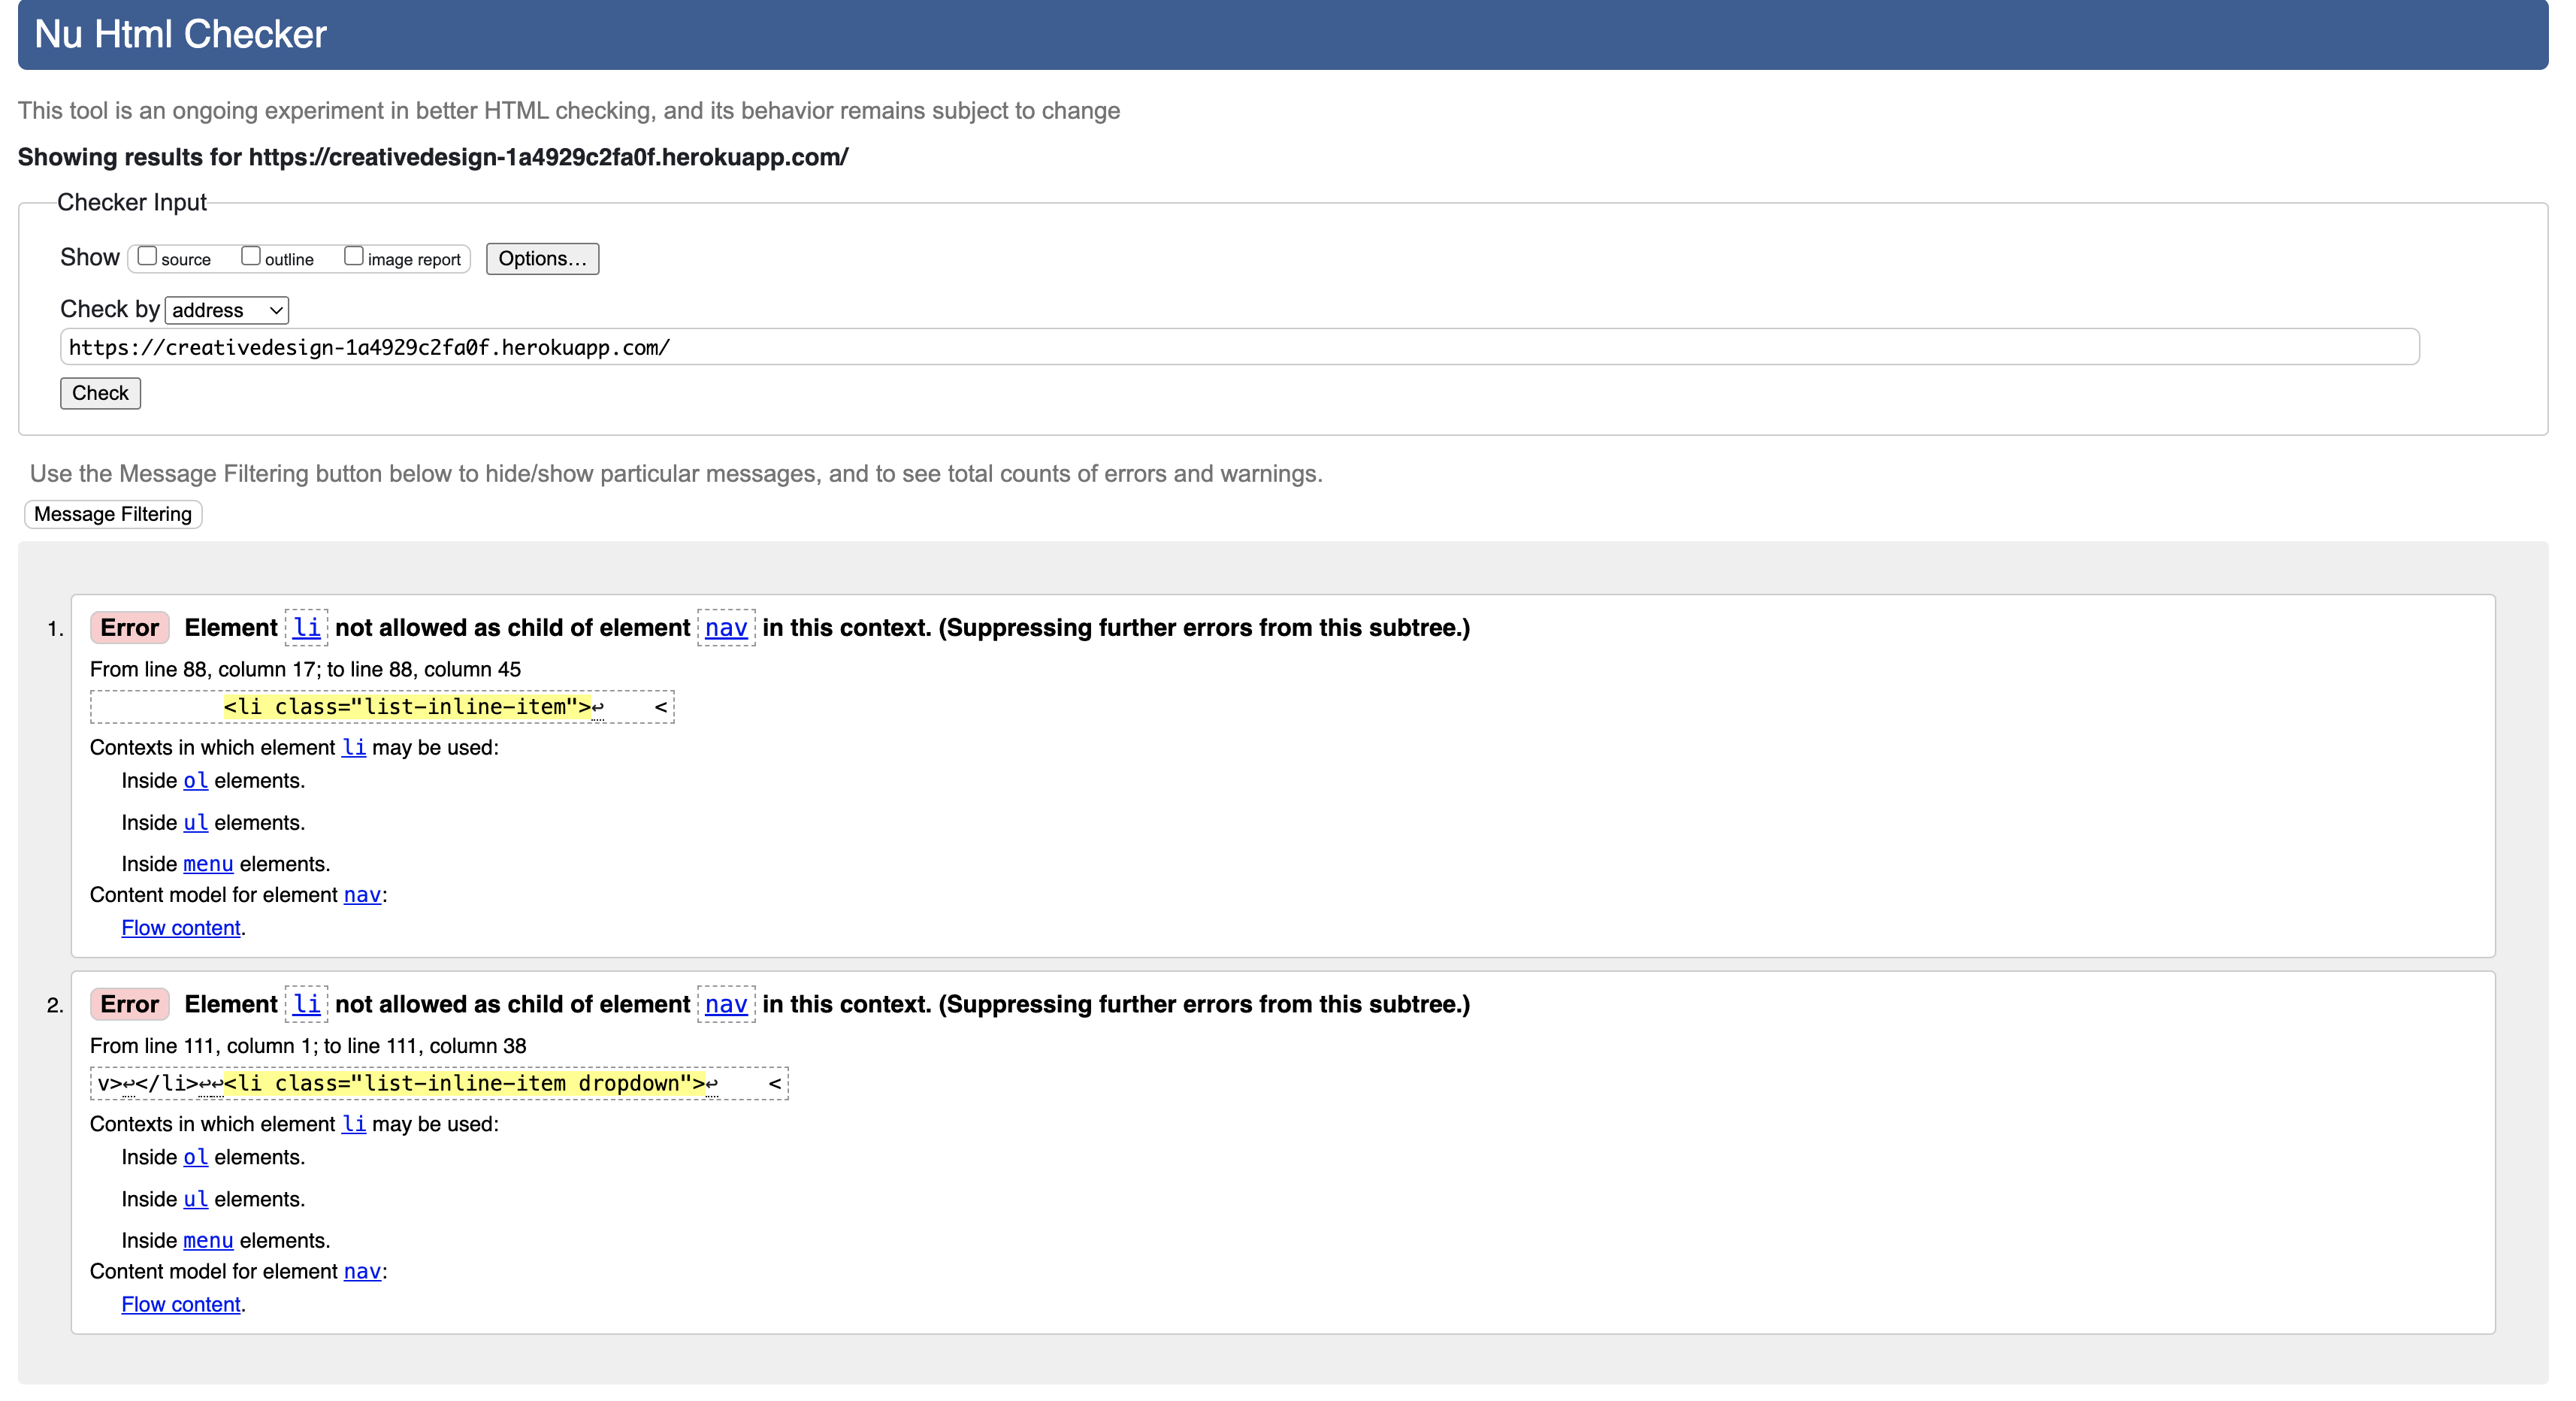 Nu Html Checker
This tool is an ongoing experiment in better HTML checking, and its behavior remains subject to change
Showing results for https://creativedesign-1a4929c2fa0f.herokuapp.com/
Checker Input
Show source outline image report Options...
Check by address
https://creativedesign-1a4929c2fa0f.herokuapp.com/
Check
Use the Message Filtering button below to hide/show particular messages, and to see total counts of errors and warnings.
Message Filtering
1. Error Element li not allowed as child of element nav in this context. (Suppressing further errors from this subtree.)
From line 88, column 17; to line 88, column 45
<li class="list-inline-item">↩ <
Contexts in which element li may be used:
Inside ol elements.
Inside ul elements.
Inside menu elements.
Content model for element nav:
Flow content.
2. Error Element li not allowed as child of element nav in this context. (Suppressing further errors from this subtree.)
From line 111, column 1; to line 111, column 38
v>↩</li>↩↩<li class="list-inline-item dropdown">↩ <
Contexts in which element li may be used:
Inside ol elements.
Inside ul elements.
Inside menu elements.
Content model for element nav:
Flow content.